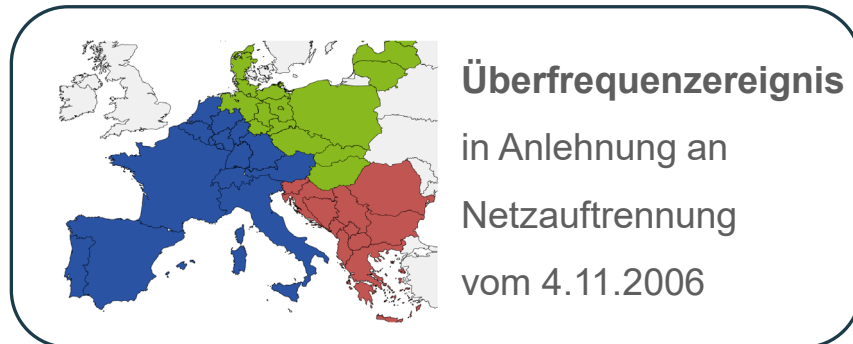 Überfrequenzereignis
in Anlehnung an
Netzauftrennung
vom 4.11.2006